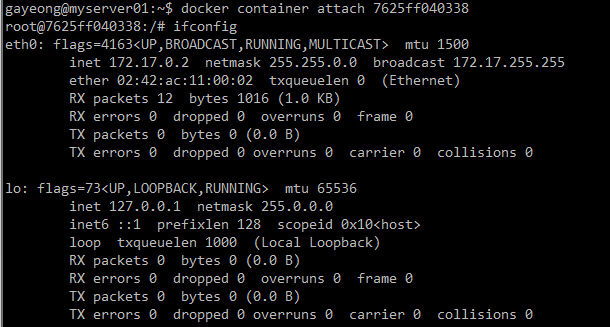 gayeong@myserver01:~$ docker container attach 7625ff040338
root@7625ff040338:/# ifconfig
eth0: flags=4163<UP,BROADCAST,RUNNING,MULTICAST>  mtu 1500
        inet 172.17.0.2  netmask 255.255.0.0  broadcast 172.17.255.255
        ether 02:42:ac:11:00:02  txqueuelen 0  (Ethernet)
        RX packets 12  bytes 1016 (1.0 KB)
        RX errors 0  dropped 0  overruns 0  frame 0
        TX packets 0  bytes 0 (0.0 B)
        TX errors 0  dropped 0 overruns 0  carrier 0  collisions 0

lo: flags=73<UP,LOOPBACK,RUNNING>  mtu 65536
        inet 127.0.0.1  netmask 255.0.0.0
        inet6 ::1  prefixlen 128  scopeid 0x10<host>
        loop  txqueuelen 1000  (Local Loopback)
        RX packets 0  bytes 0 (0.0 B)
        RX errors 0  dropped 0  overruns 0  frame 0
        TX packets 0  bytes 0 (0.0 B)
        TX errors 0  dropped 0 overruns 0  carrier 0  collisions 0